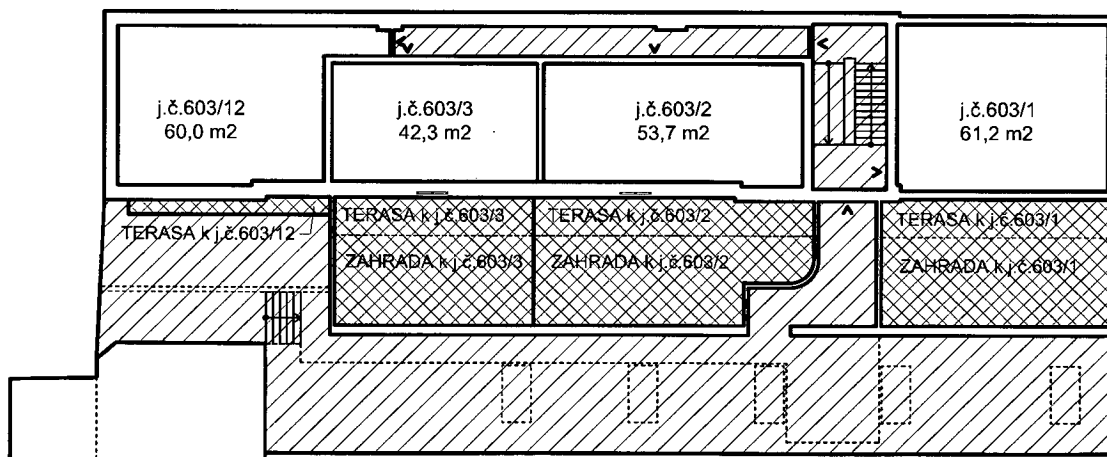 j.č.603/12
60,0 m2
j.č.603/3
42,3 m2
j.č.603/2
53,7 m2
j.č.603/1
61,2 m2
TERASA k j.č.603/12
TERASA k j.č.603/3
TERASA k j.č.603/2
TERASA k j.č.603/1
ZAHRADA k j.č.603/3
ZAHRADA k j.č.603/2
ZAHRADA k j.č.603/1